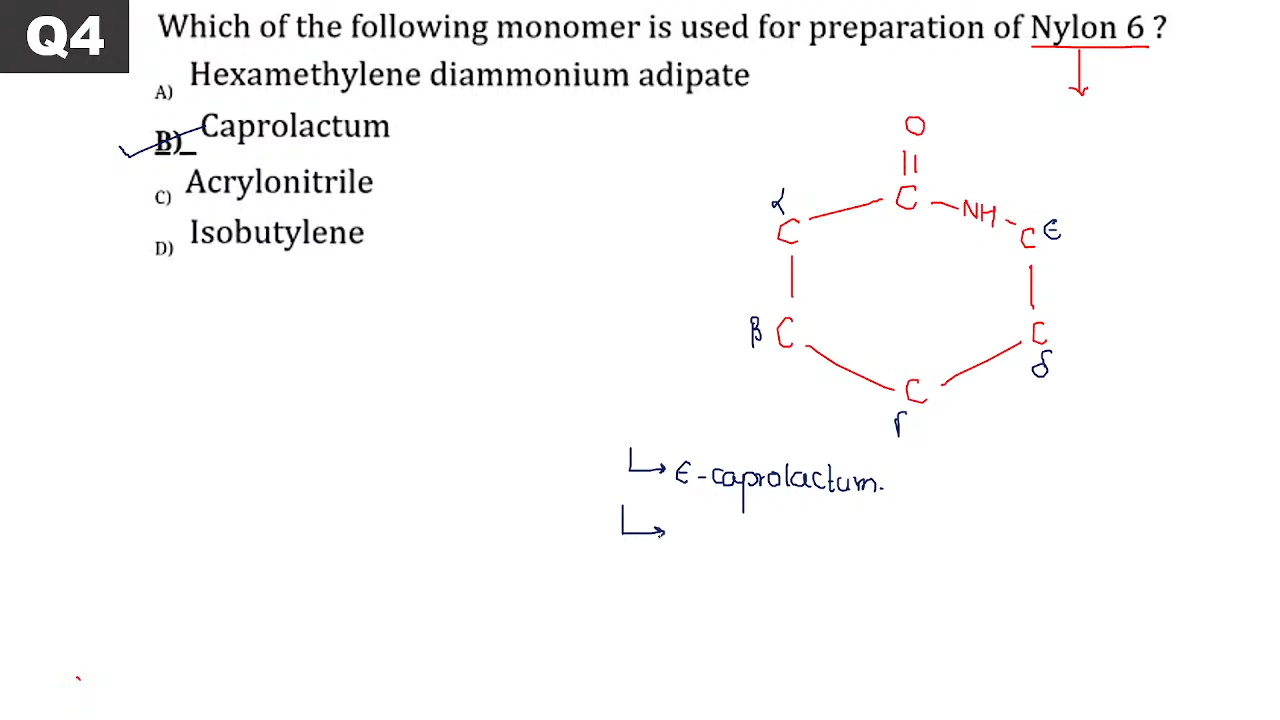 Q4
Which of the following monomer is used for preparation of Nylon 6 ?
A) Hexamethylene diammonium adipate
B) Caprolactum
C) Acrylonitrile
D) Isobutylene
O
C
α
NH
C
C ϵ
β C
C
δ
C
γ
ϵ-caprolactum.